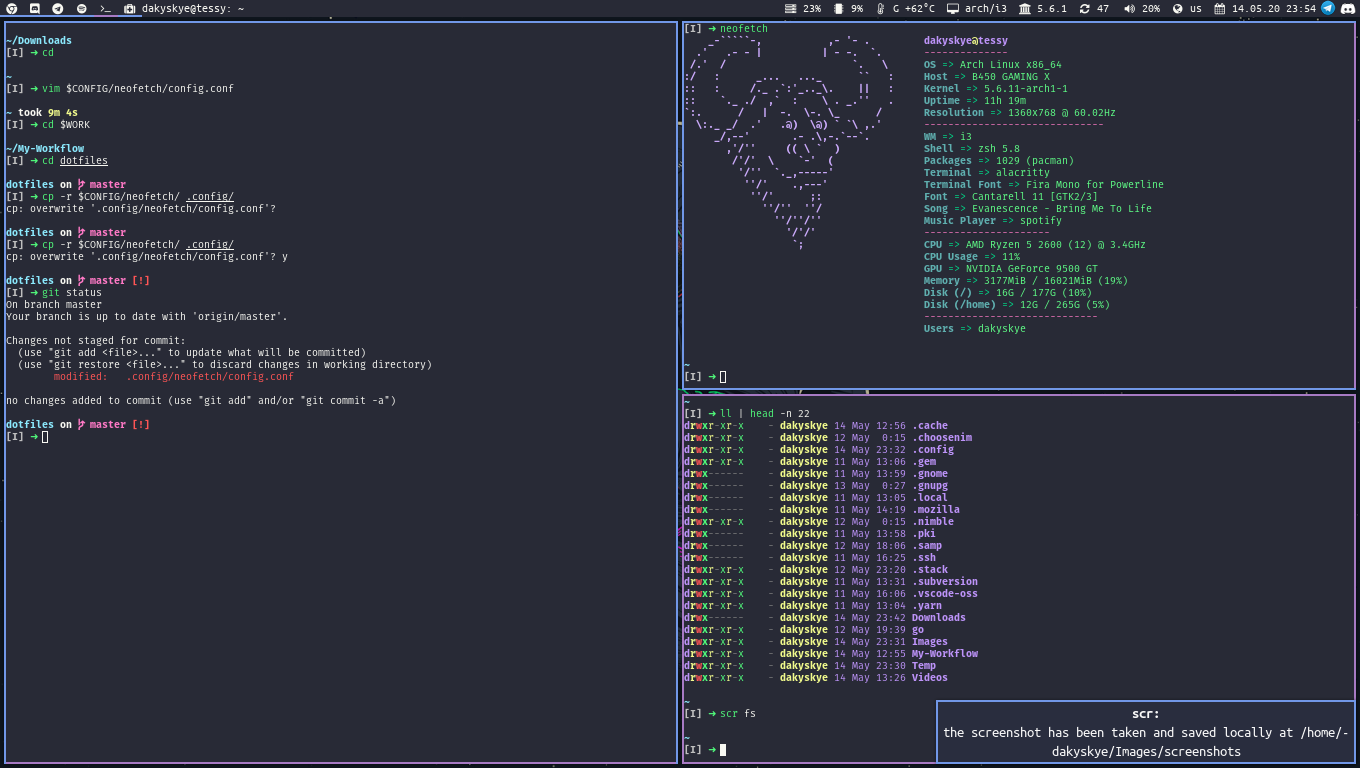 dakyskye@tessy: ~
23% 9% G +62°C arch/i3 5.6.1 47 20% us 14.05.20 23:54
~/Downloads
[I] ➜ cd
~
[I] ➜ vim $CONFIG/neofetch/config.conf
~ took 9m 4s
[I] ➜ cd $WORK
~/My-Workflow
[I] ➜ cd dotfiles
dotfiles on master
[I] ➜ cp -r $CONFIG/neofetch/ .config/
cp: overwrite '.config/neofetch/config.conf'?
dotfiles on master
[I] ➜ cp -r $CONFIG/neofetch/ .config/
cp: overwrite '.config/neofetch/config.conf'? y
dotfiles on master [!]
[I] ➜ git status
On branch master
Your branch is up to date with 'origin/master'.
Changes not staged for commit:
(use "git add <file>..." to update what will be committed)
(use "git restore <file>..." to discard changes in working directory)
modified: .config/neofetch/config.conf
no changes added to commit (use "git add" and/or "git commit -a")
dotfiles on master [!]
[I] ➜
[I] ➜ neofetch
dakyskye@tessy
--------------
OS => Arch Linux x86_64
Host => B450 GAMING X
Kernel => 5.6.11-arch1-1
Uptime => 11h 19m
Resolution => 1360x768 @ 60.02Hz
------------------------------
WM => i3
Shell => zsh 5.8
Packages => 1029 (pacman)
Terminal => alacritty
Terminal Font => Fira Mono for Powerline
Font => Cantarell 11 [GTK2/3]
Song => Evanescence - Bring Me To Life
Music Player => spotify
---------------------
CPU => AMD Ryzen 5 2600 (12) @ 3.4GHz
CPU Usage => 11%
GPU => NVIDIA GeForce 9500 GT
Memory => 3177MiB / 16021MiB (19%)
Disk (/) => 16G / 177G (10%)
Disk (/home) => 12G / 265G (5%)
-----------------------------
Users => dakyskye
~
[I] ➜
~
[I] ➜ ll | head -n 22
drwxr-xr-x - dakyskye 14 May 12:56 .cache
drwxr-xr-x - dakyskye 12 May 0:15 .choosenim
drwxr-xr-x - dakyskye 14 May 23:32 .config
drwxr-xr-x - dakyskye 11 May 13:06 .gem
drwx------ - dakyskye 11 May 13:59 .gnome
drwx------ - dakyskye 13 May 0:27 .gnupg
drwx------ - dakyskye 11 May 13:05 .local
drwx------ - dakyskye 11 May 14:19 .mozilla
drwxr-xr-x - dakyskye 12 May 0:15 .nimble
drwx------ - dakyskye 11 May 13:58 .pki
drwx------ - dakyskye 12 May 18:06 .samp
drwx------ - dakyskye 11 May 16:25 .ssh
drwxr-xr-x - dakyskye 12 May 23:20 .stack
drwxr-xr-x - dakyskye 11 May 13:31 .subversion
drwxr-xr-x - dakyskye 11 May 16:06 .vscode-oss
drwxr-xr-x - dakyskye 11 May 13:04 .yarn
drwx------ - dakyskye 14 May 23:42 Downloads
drwxr-xr-x - dakyskye 12 May 19:39 go
drwxr-xr-x - dakyskye 14 May 23:31 Images
drwxr-xr-x - dakyskye 14 May 12:55 My-Workflow
drwxr-xr-x - dakyskye 14 May 23:30 Temp
drwxr-xr-x - dakyskye 14 May 13:26 Videos
~
[I] ➜ scr fs
~
[I] ➜
scr:
the screenshot has been taken and saved locally at /home/-
dakyskye/Images/screenshots